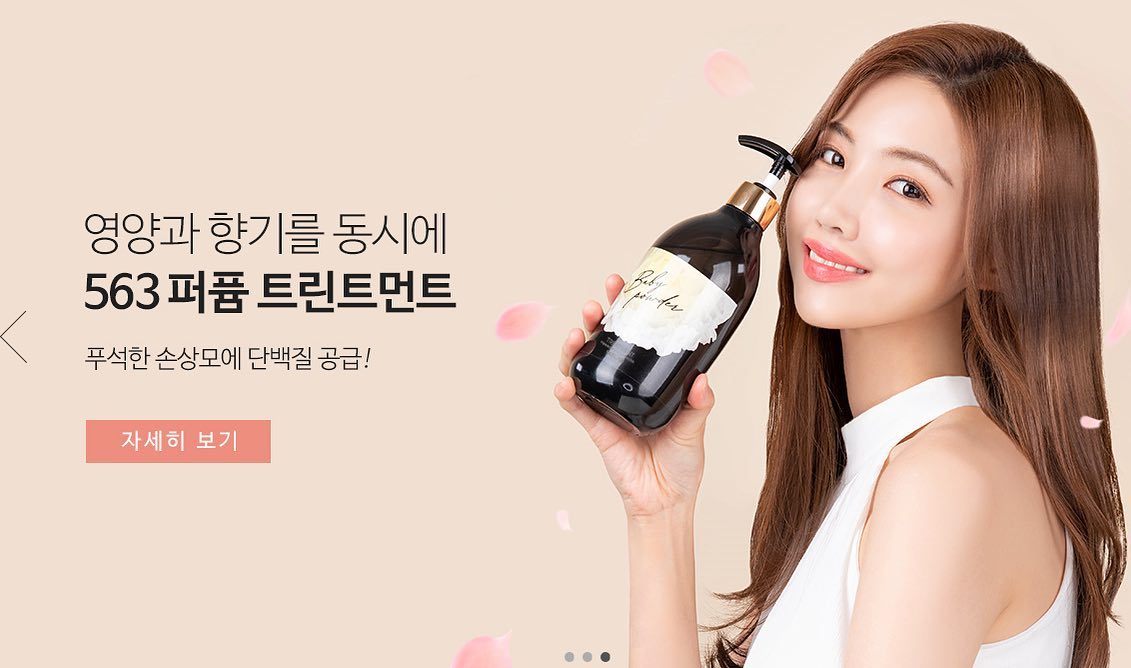 영양과 향기를 동시에
563 퍼퓸 트린트먼트
푸석한 손상모에 단백질 공급!
자세히 보기
Baby
powder